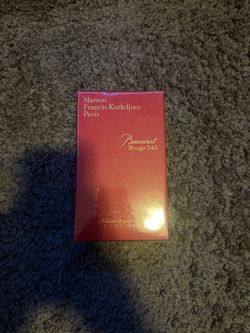 Maison
Francis Kurkdjian
Paris
Baccarat
Rouge 540